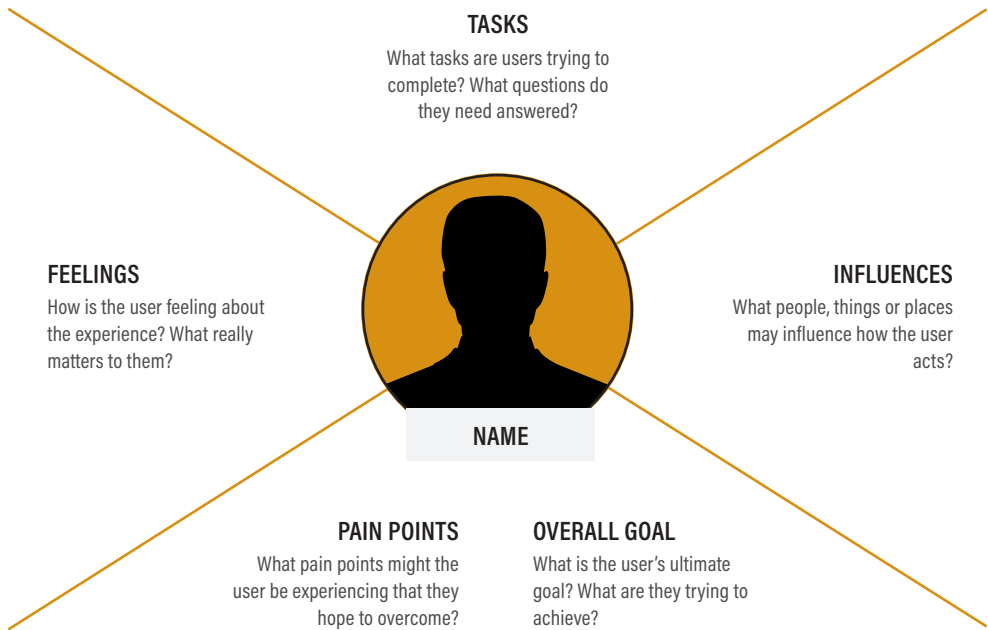 TASKS
What tasks are users trying to
complete? What questions do
they need answered?
FEELINGS
How is the user feeling about
the experience? What really
matters to them?
INFLUENCES
What people, things or places
may influence how the user
acts?
NAME
PAIN POINTS
What pain points might the
user be experiencing that they
hope to overcome?
OVERALL GOAL
What is the user’s ultimate
goal? What are they trying to
achieve?